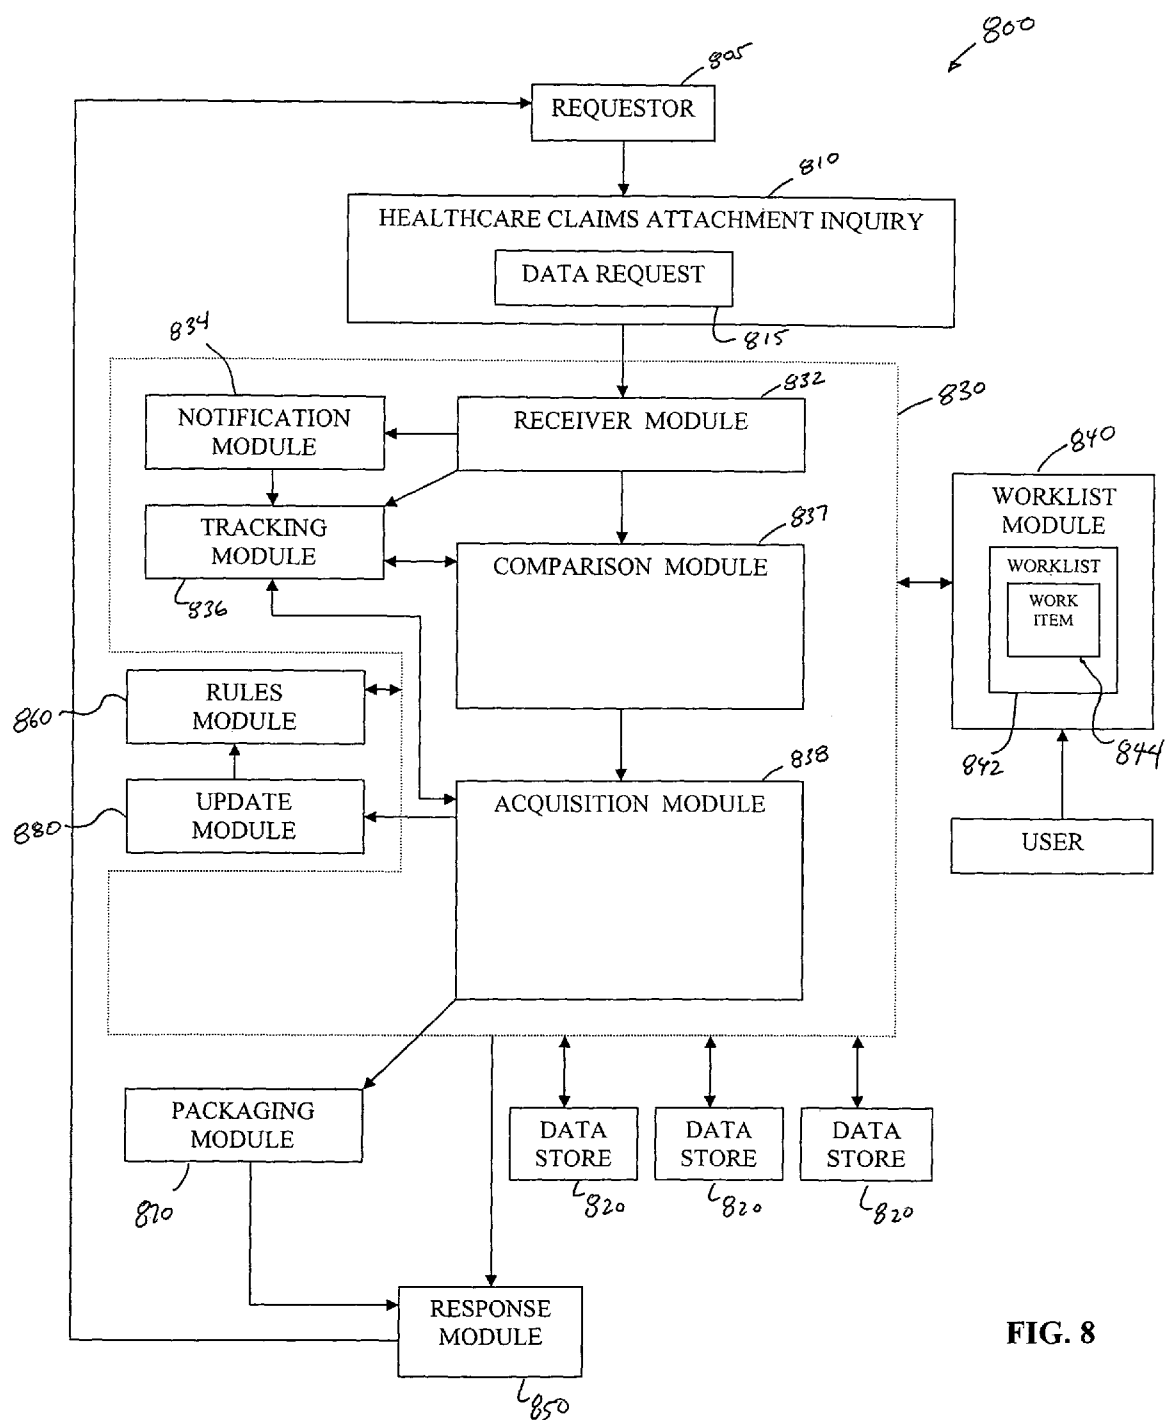 800
805
REQUESTOR
810
HEALTHCARE CLAIMS ATTACHMENT INQUIRY
DATA REQUEST
815
834
832
830
NOTIFICATION
MODULE
RECEIVER MODULE
840
WORKLIST
MODULE
837
TRACKING
MODULE
836
COMPARISON MODULE
WORKLIST
WORK
ITEM
842
844
860
RULES
MODULE
838
880
UPDATE
MODULE
ACQUISITION MODULE
USER
PACKAGING
MODULE
870
DATA
STORE
820
DATA
STORE
820
DATA
STORE
820
RESPONSE
MODULE
850
FIG. 8